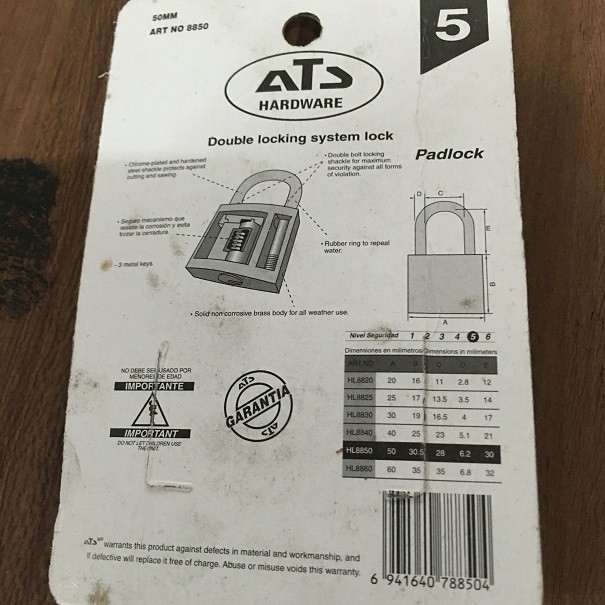 50MM
ART NO 8850
5
ATS
HARDWARE
Double locking system lock
Padlock
• Chrome-plated and hardened
steel shackle protects against
cutting and sawing.
• Double bolt locking
shackle for maximum
security against all forms
of violation.
• Seguro mecanismo que
resiste la corrosión y evita
forzar la cerradura.
• Rubber ring to repeal
water.
- 3 metal keys
• Solid non corrosive brass body for all weather use.
D C
E
B
A
Nivel Seguridad 1 2 3 4 5 6
Dimensiones en milimetros Dimensions in milimeters
ART.NO A B C D E
HL8820 20 16 11 2.8 12
HL8825 25 17 13.5 3.5 14
HL8830 30 19 16.5 4 17
HL8840 40 25 23 5.1 21
HL8850 50 30.5 28 6.2 30
HL8860 60 35 35 6.8 32
NO DEBE SER USADO POR
MENORES DE EDAD
IMPORTANTE
IMPORTANT
DO NOT LET CHILDREN USE
THE
ATS
GARANTIA
ATS
ATS warrants this product against defects in material and workmanship, and
if defective will replace it free of charge. Abuse or misuse voids this warranty.
6 941640 788504